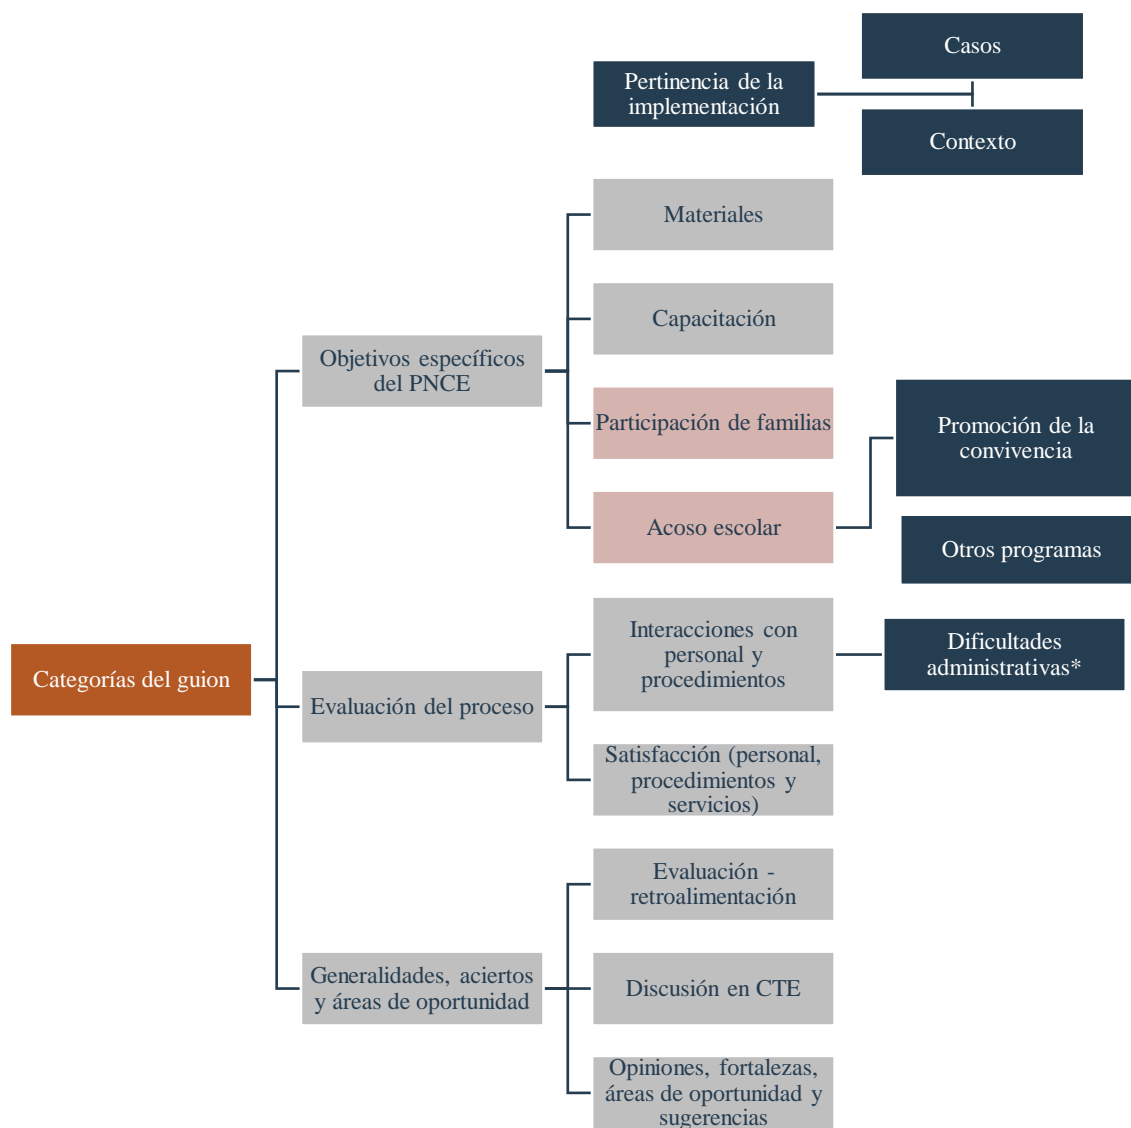 Casos
Pertinencia de la
implementación
Contexto
Materiales
Capacitación
Objetivos específicos
del PNCE
Participación de familias
Promoción de la
convivencia
Acoso escolar
Otros programas
Categorías del guion
Interacciones con
personal y
procedimientos
Dificultades
administrativas*
Evaluación del proceso
Satisfacción (personal,
procedimientos y
servicios)
Evaluación -
retroalimentación
Generalidades, aciertos
y áreas de oportunidad
Discusión en CTE
Opiniones, fortalezas,
áreas de oportunidad y
sugerencias